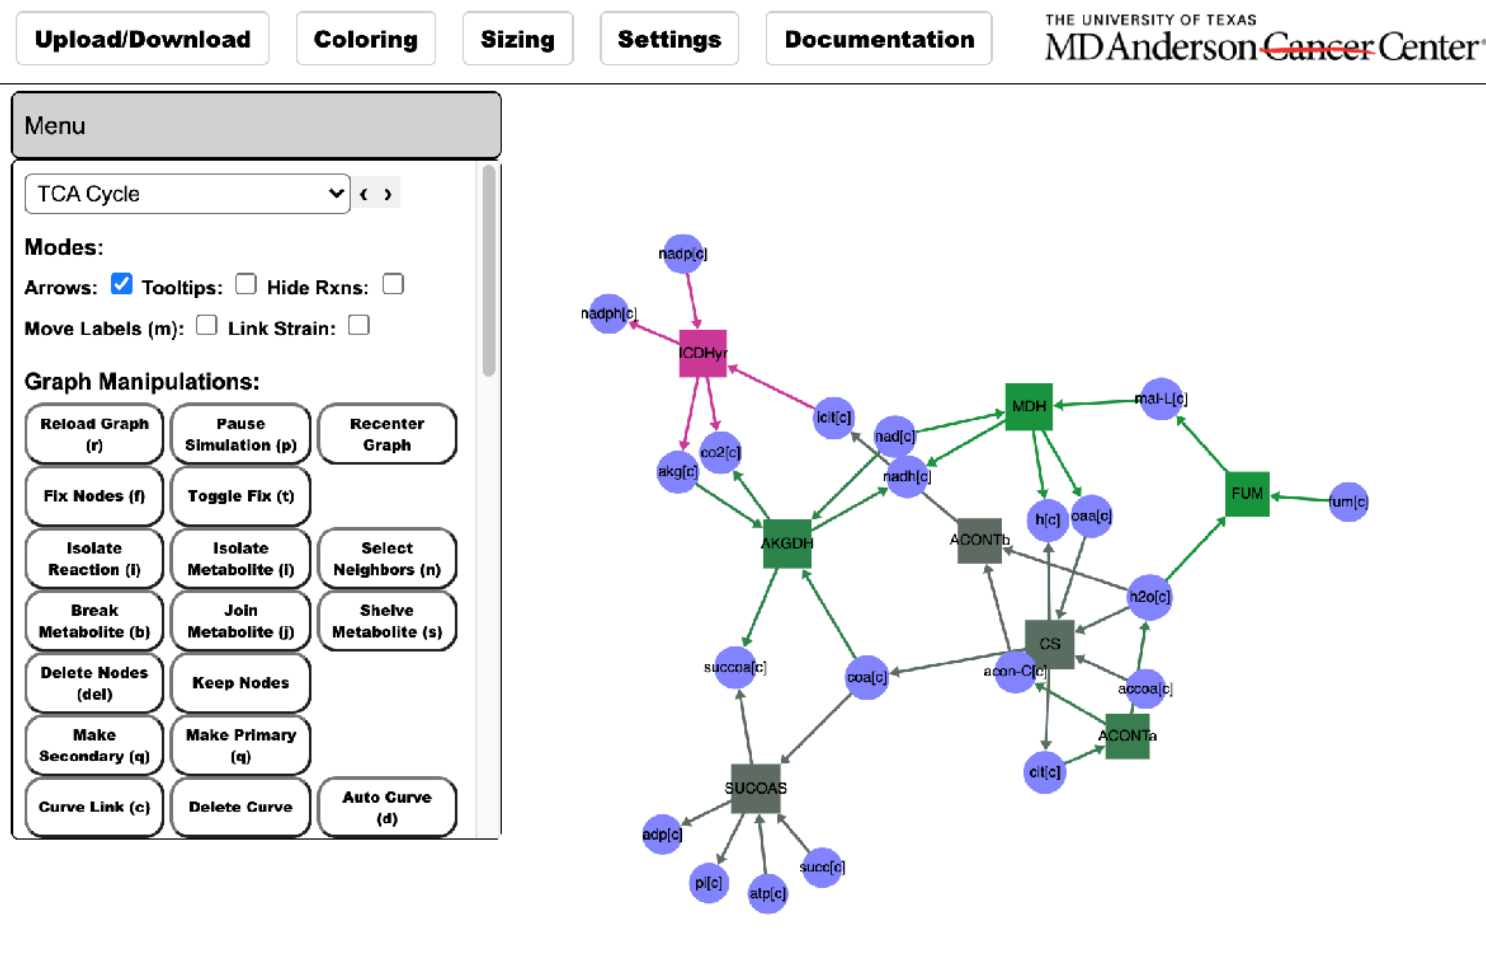 Upload/Download
Coloring
Sizing
Settings
Documentation
THE UNIVERSITY OF TEXAS
MD Anderson Cancer Center
Menu
TCA Cycle
‹ ›
Modes:
Arrows: Tooltips: Hide Rxns:
Move Labels (m): Link Strain:
Graph Manipulations:
Reload Graph
(r)
Pause
Simulation (p)
Recenter
Graph
Fix Nodes (f)
Toggle Fix (t)
Isolate
Reaction (i)
Isolate
Metabolite (i)
Select
Neighbors (n)
Break
Metabolite (b)
Join
Metabolite (j)
Shelve
Metabolite (s)
Delete Nodes
(del)
Keep Nodes
Make
Secondary (q)
Make Primary
(q)
Curve Link (c)
Delete Curve
Auto Curve
(d)
nadp[c]
nadph[c]
ICDHyr
icit[c]
MDH
mal-L[c]
nad[c]
co2[c]
akg[c]
nadh[c]
FUM
fum[c]
h[c]
oaa[c]
AKGDH
ACONTb
h2o[c]
CS
succoa[c]
coa[c]
acon-C[c]
accoa[c]
ACONTa
cit[c]
SUCOAS
adp[c]
pi[c]
atp[c]
succ[c]